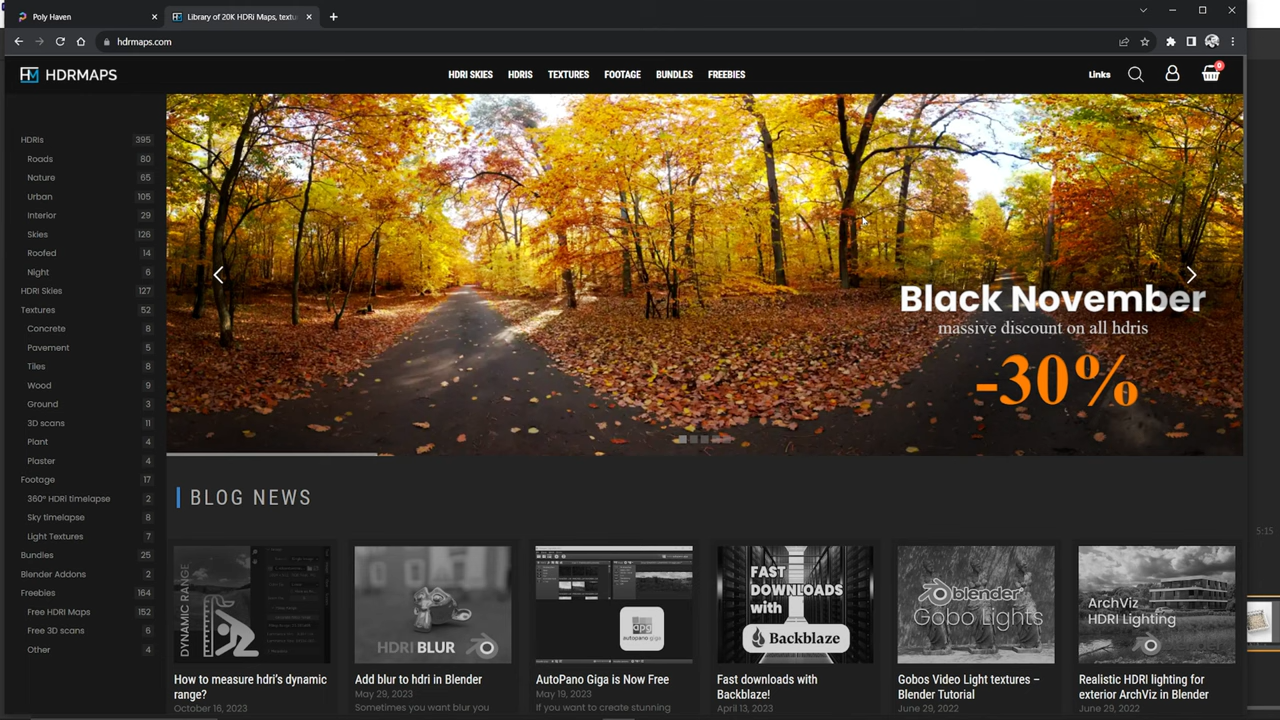 Poly Haven
Library of 20K HDRi Maps, textu
hdrmaps.com
HDRMAPS
HDRI SKIES
HDRIS
TEXTURES
FOOTAGE
BUNDLES
FREEBIES
Links
0
HDRIs 395
Roads 80
Nature 65
Urban 105
Interior 29
Skies 126
Roofed 14
Night 6
HDRI Skies 127
Textures 52
Concrete 8
Pavement 5
Tiles 8
Wood 9
Ground 3
3D scans 11
Plant 4
Plaster 4
Footage 17
360º HDRi timelapse 2
Sky timelapse 8
Light Textures 7
Bundles 25
Blender Addons 2
Freebies 164
Free HDRI Maps 152
Free 3D scans 6
Other 4
Black November
massive discount on all hdris
-30%
5:15
BLOG NEWS
DYNAMIC RANGE
How to measure hdri's dynamic
range?
October 16, 2023
HDRI BLUR
Add blur to hdri in Blender
May 29, 2023
Sometimes you want blur you
apg
autopano giga
AutoPano Giga is Now Free
May 19, 2023
If you want to create stunning
FAST
DOWNLOADS
with
Backblaze
Fast downloads with
Backblaze!
April 13, 2023
blender
Gobo Lights
Gobos Video Light textures –
Blender Tutorial
June 29, 2022
ArchViz
HDRI Lighting
Realistic HDRI lighting for
exterior ArchViz in Blender
June 29, 2022